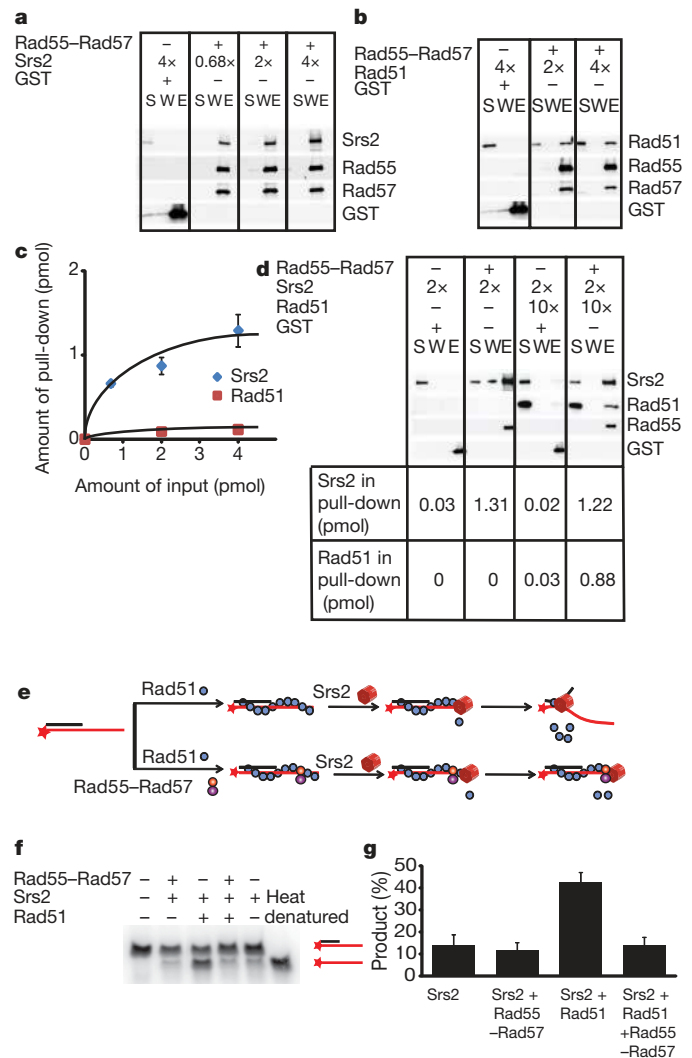 a
Rad55–Rad57 – + + +
Srs2 4× 0.68× 2× 4×
GST + – – –
S W E S W E S W E S W E
Srs2
Rad55
Rad57
GST
b
Rad55–Rad57 – + +
Rad51 4× 2× 4×
GST + – –
S W E S W E S W E
Rad51
Rad55
Rad57
GST
c
Amount of pull-down (pmol)
2
1
0
0 1 2 3 4
Amount of input (pmol)
Srs2
Rad51
d
Rad55–Rad57 – + – +
Srs2 2× 2× 2× 2×
Rad51 – – 10× 10×
GST + – + –
S W E S W E S W E S W E
Srs2
Rad51
Rad55
GST
Srs2 in pull-down (pmol) 0.03 1.31 0.02 1.22
Rad51 in pull-down (pmol) 0 0 0.03 0.88
e
Rad51 Srs2
Rad51 Srs2
Rad55–Rad57
f
Rad55–Rad57 – + – + –
Srs2 – + + + + Heat
Rad51 – – + + – denatured
g
Product (%)
50
40
30
20
10
0
Srs2
Srs2 + Rad55 –Rad57
Srs2 + Rad51
Srs2 + Rad51 +Rad55 –Rad57